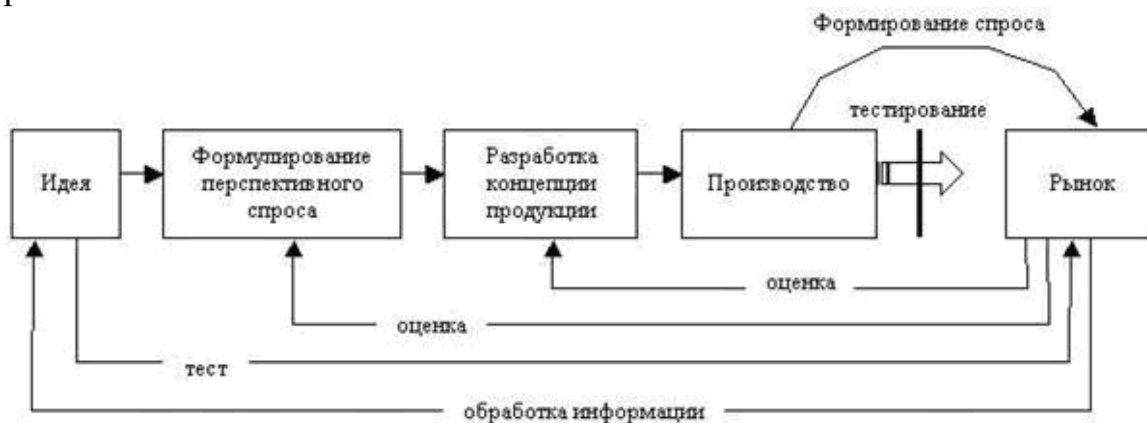 Формирование спроса
тестирование
Идея
Формулирование
перспективного
спроса
Разработка
концепции
продукции
Производство
Рынок
оценка
оценка
тест
обработка информации